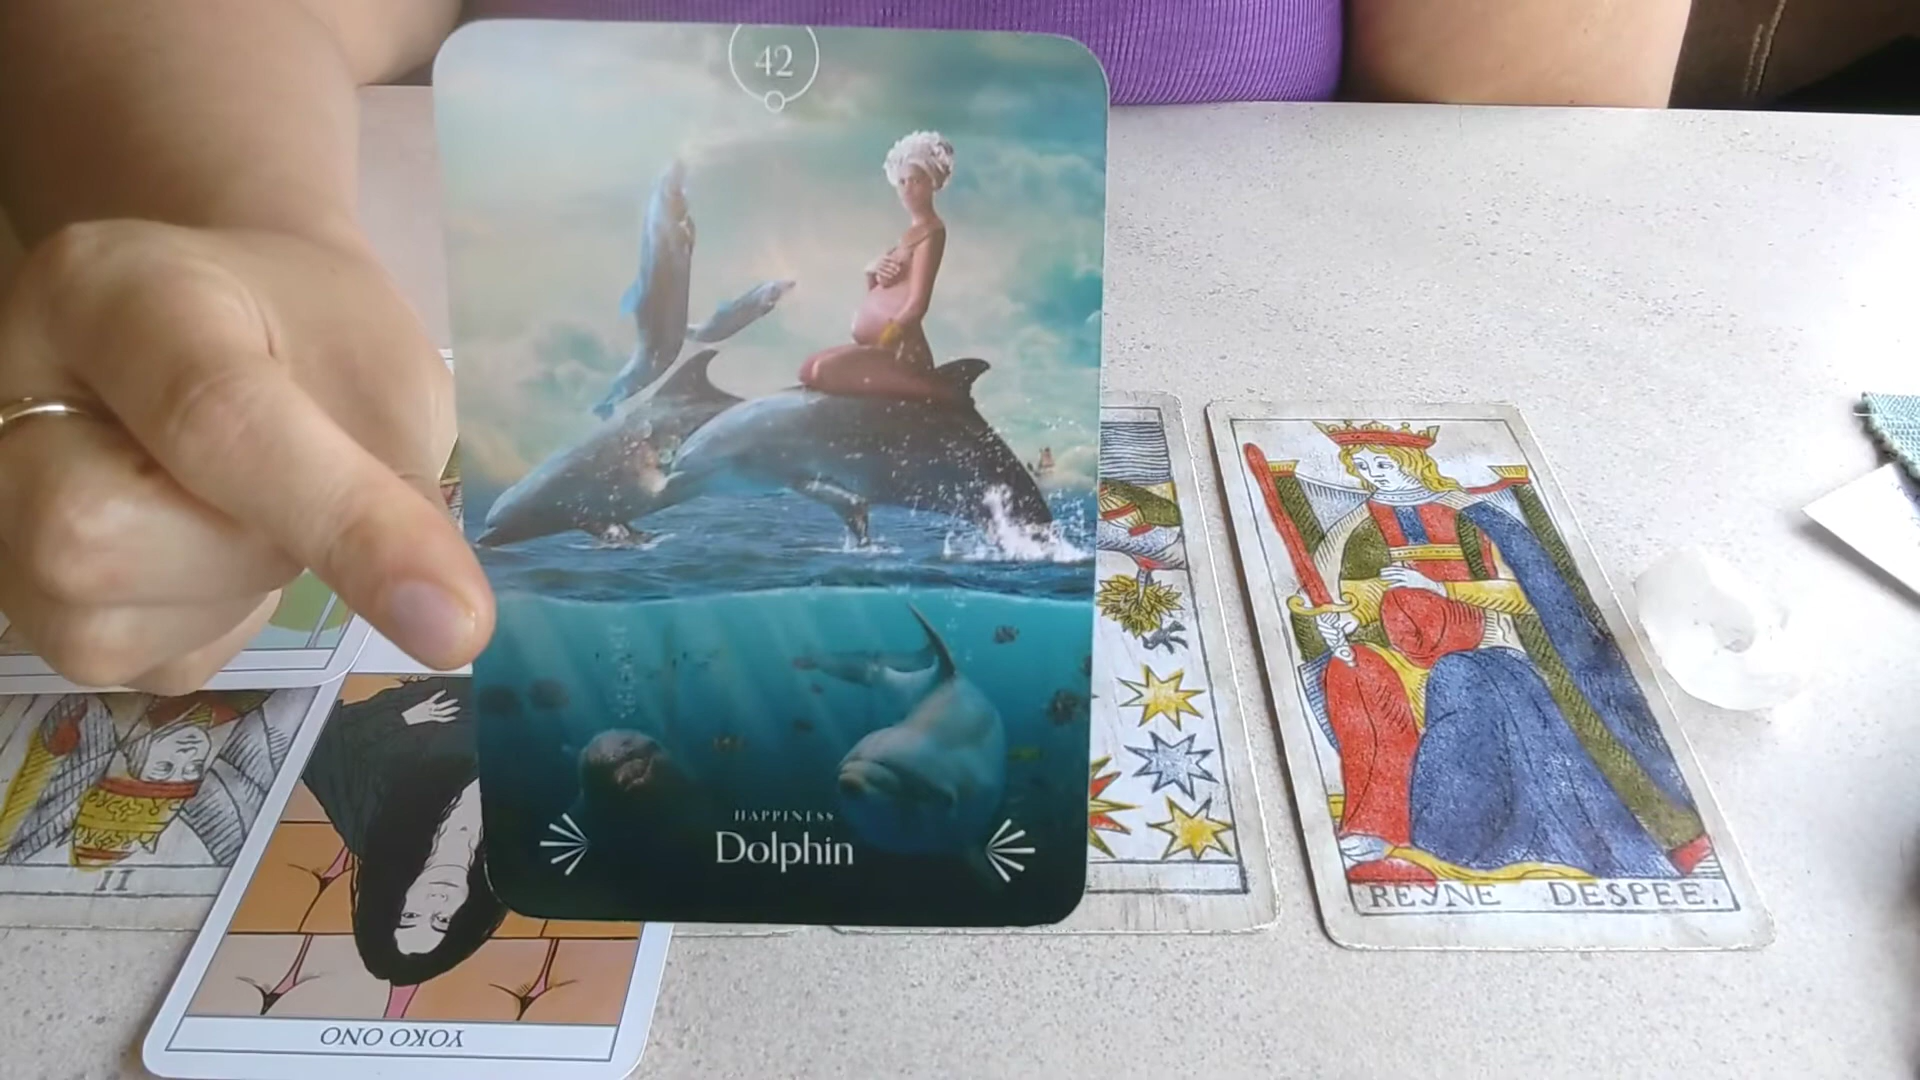 42
HAPPINESS
Dolphin
REYNE DESPEE.
II
YOKO ONO